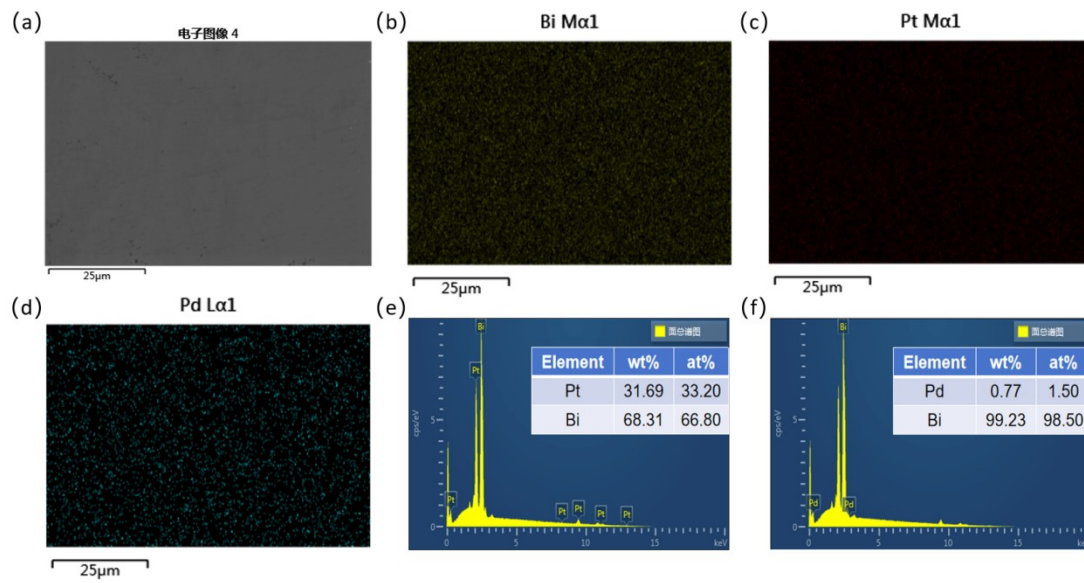 (a)
电子图像 4
25μm
(b)
Bi Mα1
25μm
(c)
Pt Mα1
25μm
(d)
Pd Lα1
25μm
(e)
面总谱图
Bi
Pt
Element wt% at%
Pt 31.69 33.20
Bi 68.31 66.80
cps/eV
5
0
Pt
Pt
Pt
Pt
Pt
0 5 10 15 keV
(f)
面总谱图
Bi
Element wt% at%
Pd 0.77 1.50
Bi 99.23 98.50
cps/eV
5
0
Pd
Pd
0 5 10 15 ke